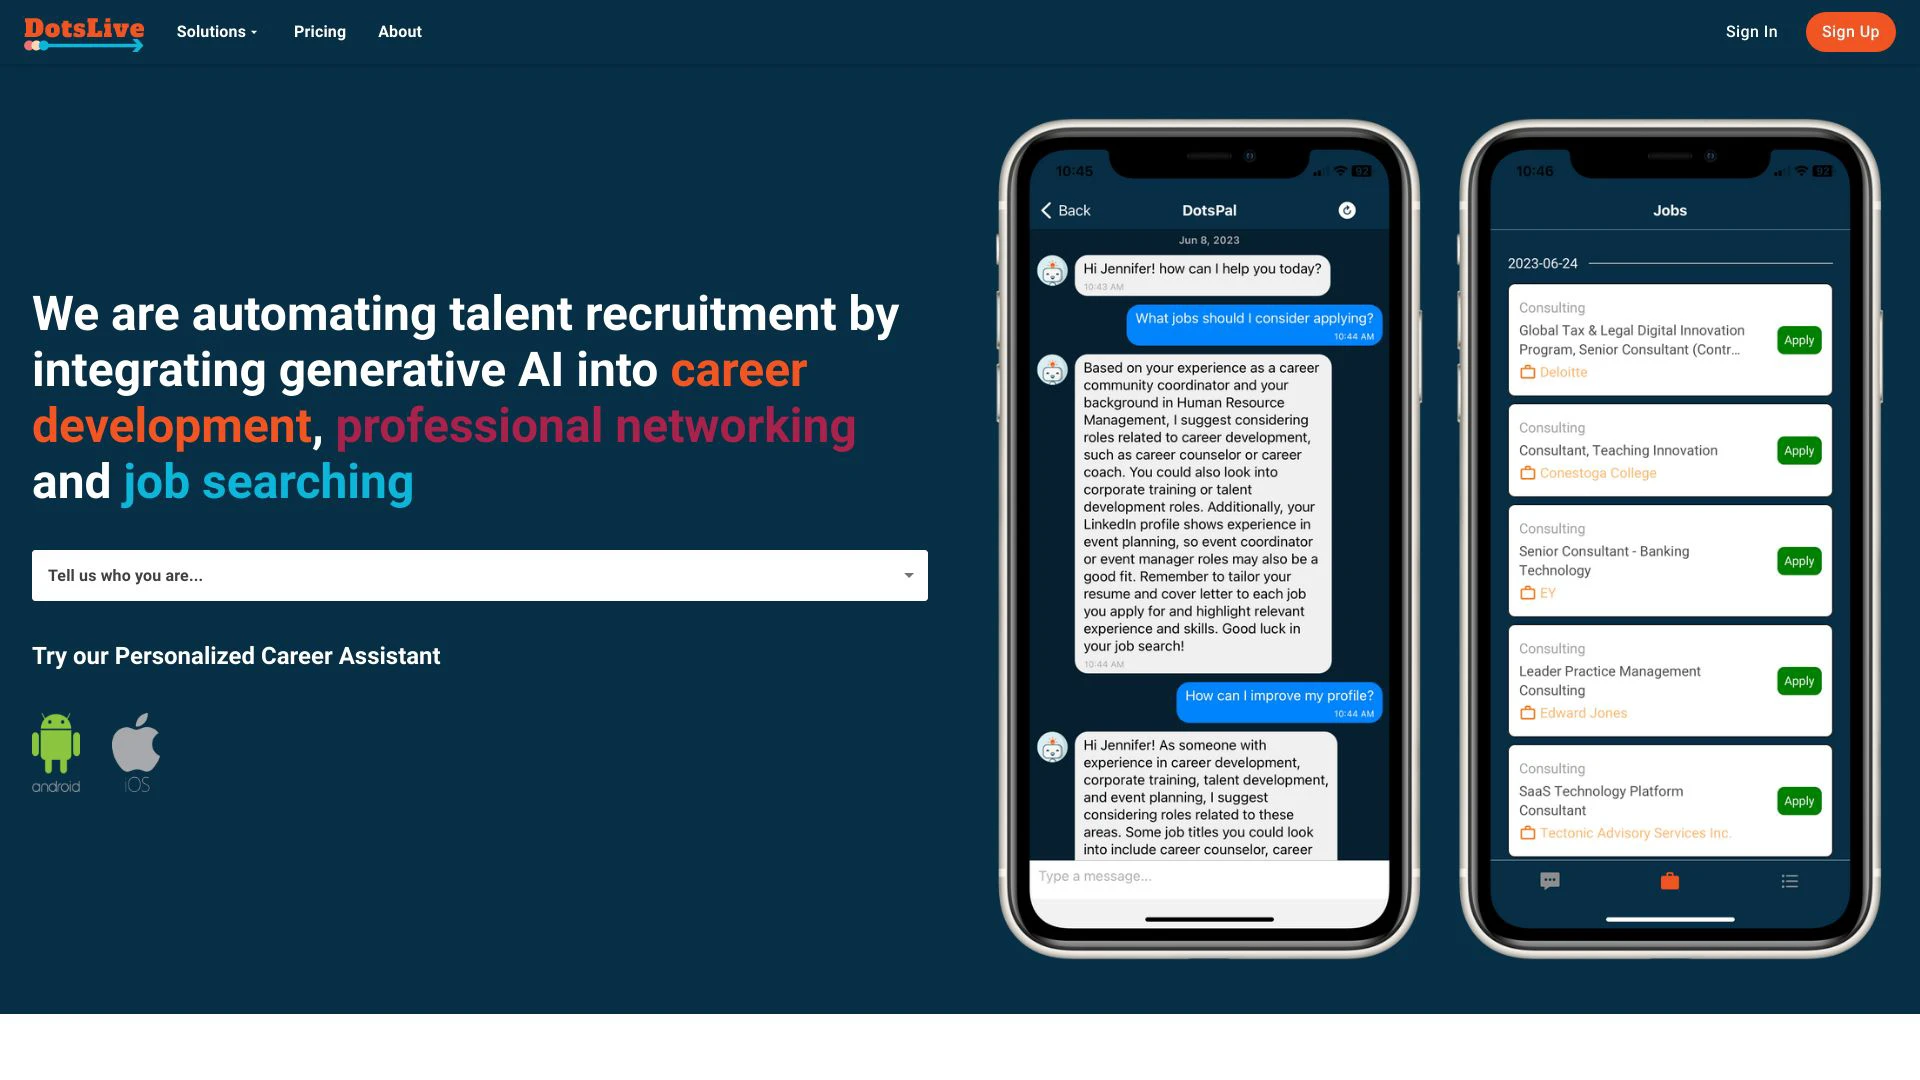 DotsLive
Solutions
Pricing
About
Sign In
Sign Up
We are automating talent recruitment by
integrating generative AI into career
development, professional networking
and job searching
Tell us who you are...
Try our Personalized Career Assistant
android
iOS
10:45
92
Back
DotsPal
Jun 8, 2023
Hi Jennifer! how can I help you today?
10:43 AM
What jobs should I consider applying?
10:44 AM
Based on your experience as a career
community coordinator and your
background in Human Resource
Management, I suggest considering
roles related to career development,
such as career counselor or career
coach. You could also look into
corporate training or talent
development roles. Additionally, your
LinkedIn profile shows experience in
event planning, so event coordinator
or event manager roles may also be a
good fit. Remember to tailor your
resume and cover letter to each job
you apply for and highlight relevant
experience and skills. Good luck in
your job search!
10:44 AM
How can I improve my profile?
10:44 AM
Hi Jennifer! As someone with
experience in career development,
corporate training, talent development,
and event planning, I suggest
considering roles related to these
areas. Some job titles you could look
into include career counselor, career
Type a message...
10:46
92
Jobs
2023-06-24
Consulting
Global Tax & Legal Digital Innovation
Program, Senior Consultant (Contr...
Deloitte
Apply
Consulting
Consultant, Teaching Innovation
Conestoga College
Apply
Consulting
Senior Consultant - Banking
Technology
EY
Apply
Consulting
Leader Practice Management
Consulting
Edward Jones
Apply
Consulting
SaaS Technology Platform
Consultant
Tectonic Advisory Services Inc.
Apply